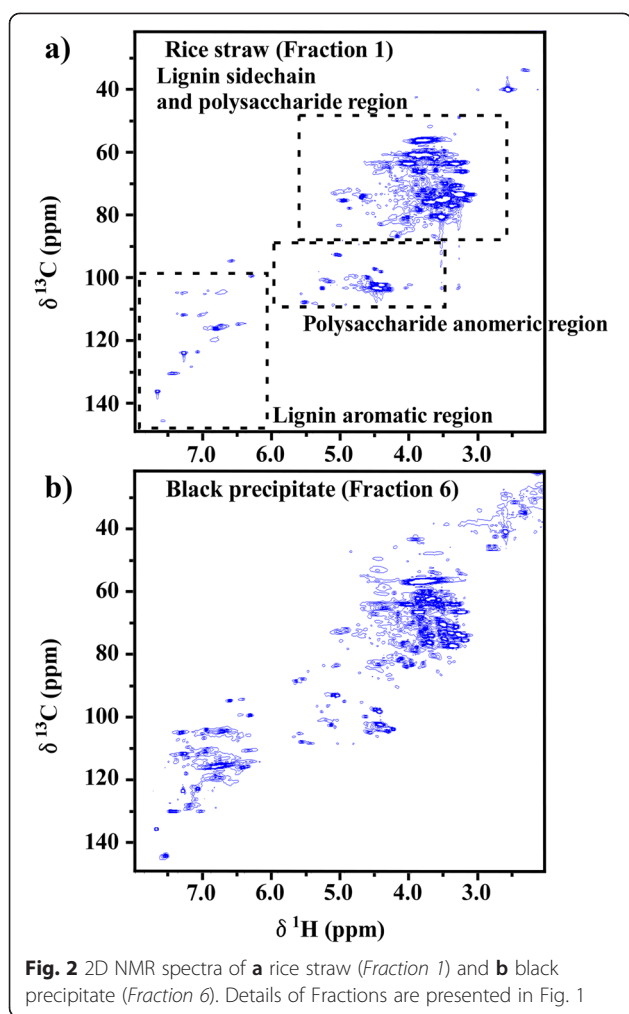 a)
Rice straw (Fraction 1)
Lignin sidechain
and polysaccharide region
40
60
80
100
120
140
δ 13C (ppm)
Polysaccharide anomeric region
Lignin aromatic region
7.0 6.0 5.0 4.0 3.0
b)
Black precipitate (Fraction 6)
40
60
80
100
120
140
δ 13C (ppm)
7.0 6.0 5.0 4.0 3.0
δ 1H (ppm)
Fig. 2 2D NMR spectra of a rice straw (Fraction 1) and b black
precipitate (Fraction 6). Details of Fractions are presented in Fig. 1